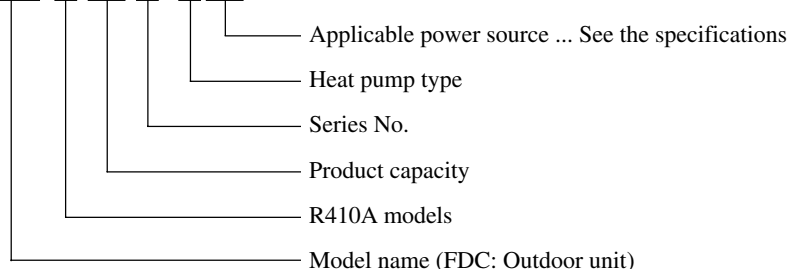 Applicable power source ... See the specifications
Heat pump type
Series No.
Product capacity
R410A models
Model name (FDC: Outdoor unit)